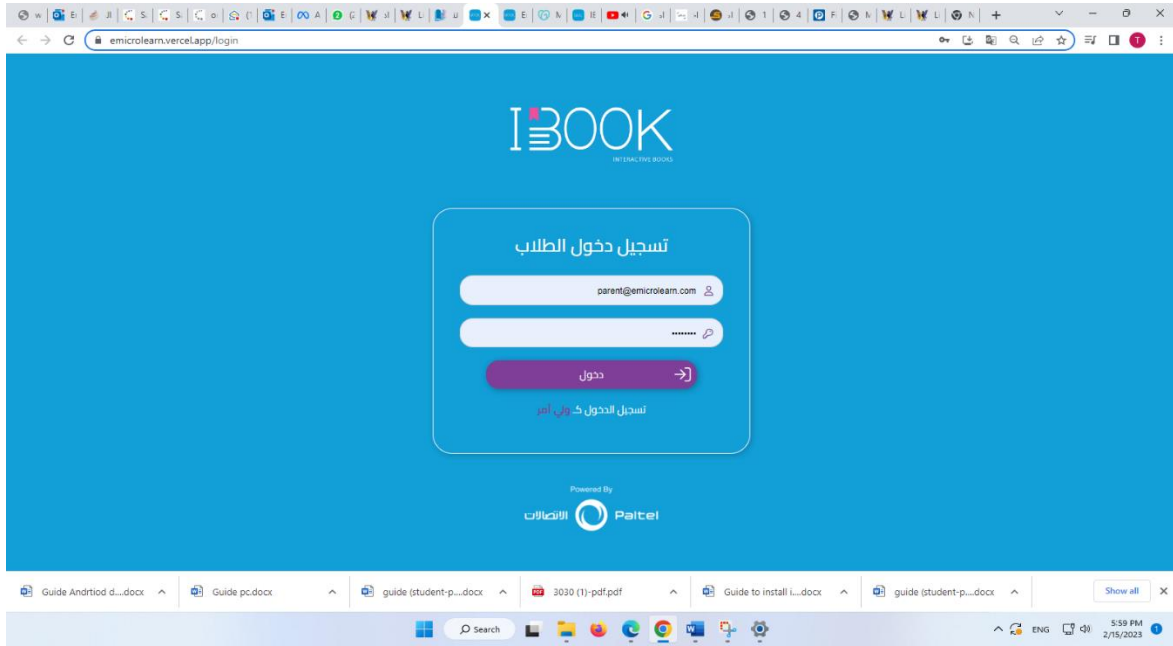 emicrolearn.vercel.app/login
IBOOK
INTERACTIVE BOOKS
تسجيل دخول الطلاب
parent@emicrolearn.com
دخول
تسجيل الدخول كـ ولي أمر
Powered By
الاتصالات Paltel
Guide Andrtiod d....docx
Guide pc.docx
guide (student-p....docx
3030 (1)-pdf.pdf
Guide to install i....docx
guide (student-p....docx
Show all
Search
ENG
5:59 PM
2/15/2023